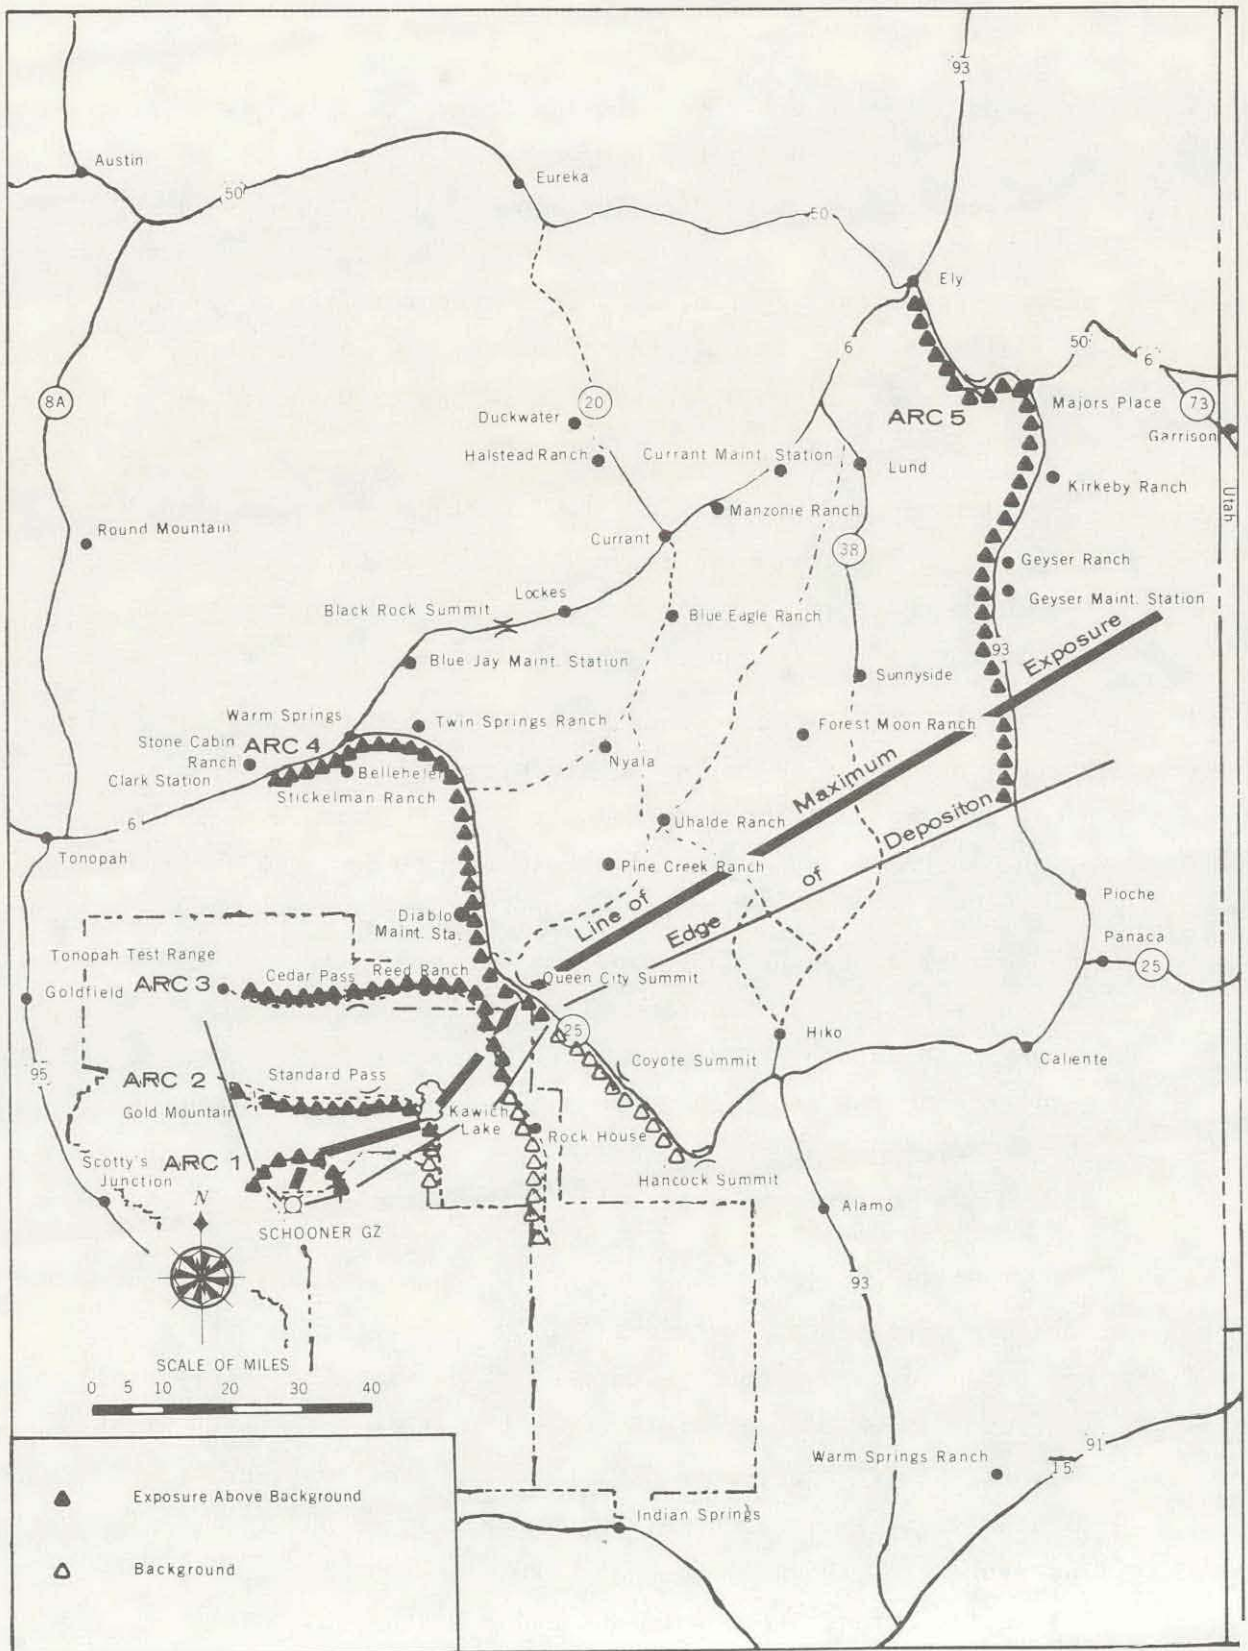 93
Austin
Eureka
50
50
Ely
6
50
6
8A
20
Majors Place
73
Duckwater
ARC 5
Garrison
Halstead Ranch
Currant Maint. Station
Lund
Kirkeby Ranch
Utah
Manzonie Ranch
Round Mountain
Currant
38
Geyser Ranch
Lockes
Geyser Maint. Station
Black Rock Summit
Blue Eagle Ranch
93
Exposure
Blue Jay Maint. Station
Sunnyside
Warm Springs
Twin Springs Ranch
Forest Moon Ranch
Stone Cabin
Ranch
ARC 4
Nyala
Maximum
Clark Station
Bellehelen
Stickelman Ranch
6
Uhalde Ranch
Depositon
Tonopah
Pine Creek Ranch
of
Line of
Edge
Pioche
Diablo
Maint. Sta.
Panaca
25
Tonopah Test Range
Cedar Pass
Reed Ranch
Queen City Summit
Goldfield
ARC 3
25
Hiko
Coyote Summit
Caliente
95
ARC 2
Standard Pass
Gold Mountain
Kawich
Lake
Rock House
Scotty's
Junction
ARC 1
Hancock Summit
N
Alamo
SCHOONER GZ
93
SCALE OF MILES
0 5 10 20 30 40
Warm Springs Ranch
91
15
Exposure Above Background
Indian Springs
Background